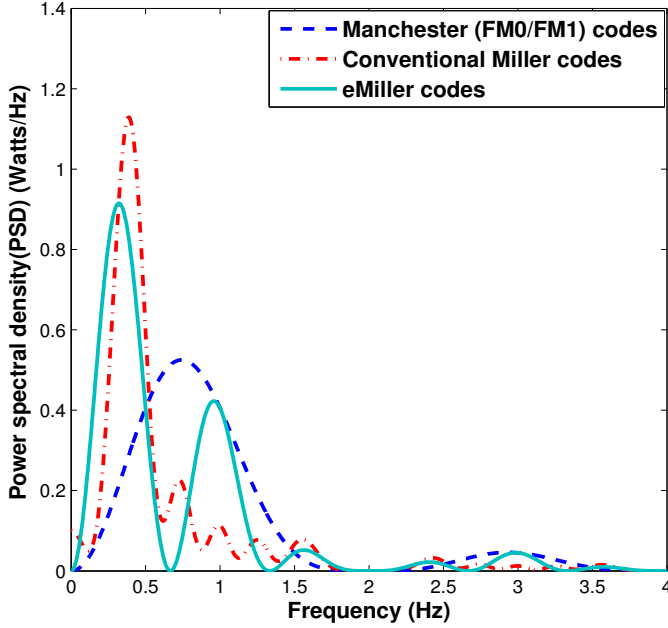 1.4
1.2
1
0.8
0.6
0.4
0.2
0
Power spectral density(PSD) (Watts/Hz)
Manchester (FM0/FM1) codes
Conventional Miller codes
eMiller codes
0 0.5 1 1.5 2 2.5 3 3.5 4
Frequency (Hz)